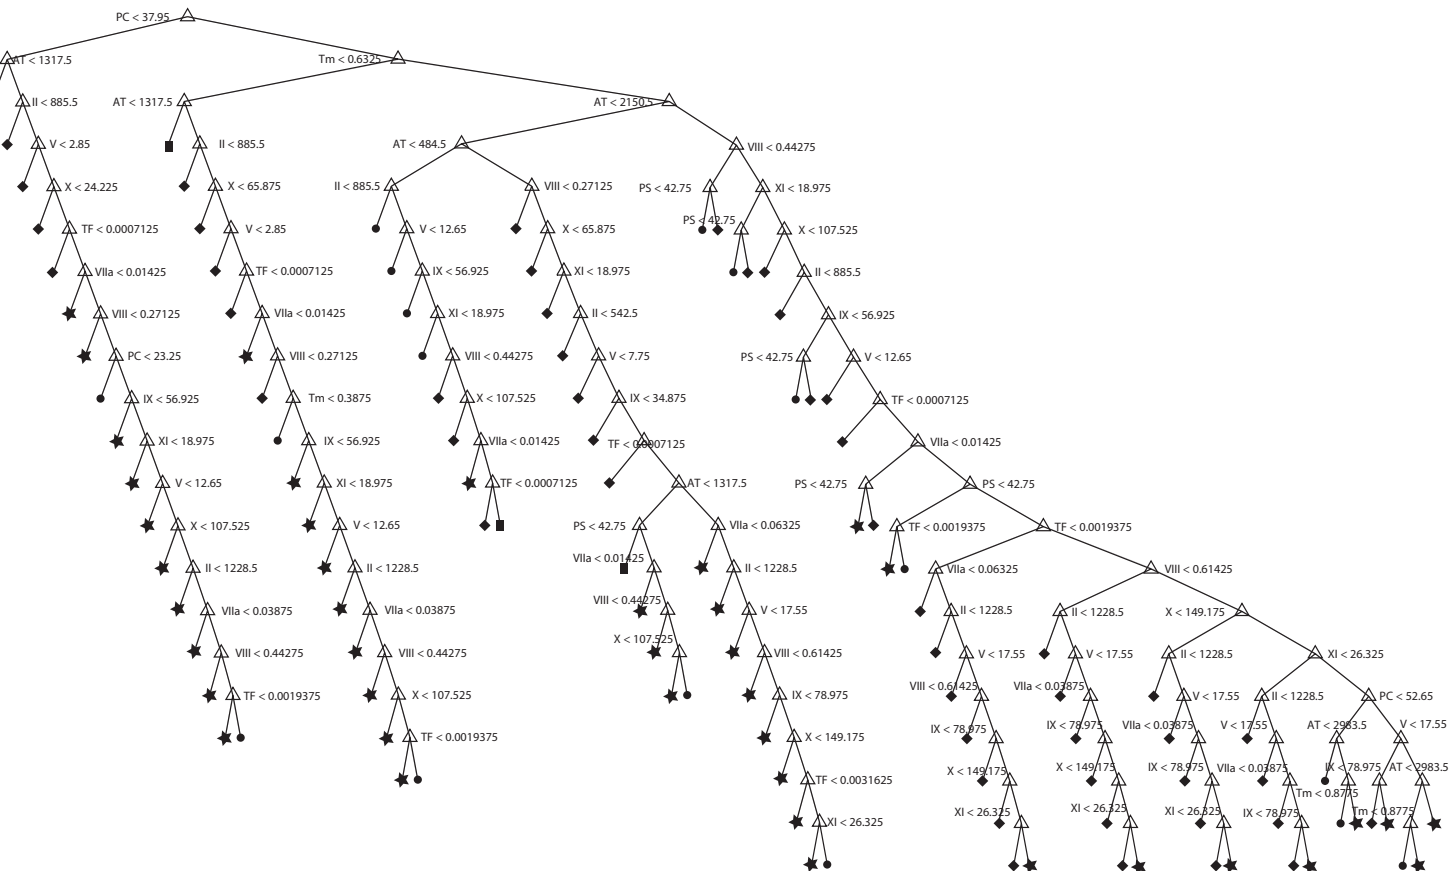 PC < 37.95
AT < 1317.5
Tm < 0.6325
II < 885.5
AT < 1317.5
AT < 2150.5
V < 2.85
II < 885.5
AT < 484.5
VIII < 0.44275
X < 24.225
X < 65.875
II < 885.5
VIII < 0.27125
PS < 42.75
XI < 18.975
PS < 42.75
TF < 0.0007125
V < 2.85
V < 12.65
X < 65.875
X < 107.525
VIIa < 0.01425
TF < 0.0007125
IX < 56.925
XI < 18.975
II < 885.5
VIII < 0.27125
VIIa < 0.01425
XI < 18.975
II < 542.5
IX < 56.925
PC < 23.25
VIII < 0.27125
VIII < 0.44275
V < 7.75
PS < 42.75
V < 12.65
IX < 56.925
Tm < 0.3875
X < 107.525
IX < 34.875
TF < 0.0007125
XI < 18.975
IX < 56.925
VIIa < 0.01425
TF < 0.0007125
VIIa < 0.01425
V < 12.65
XI < 18.975
TF < 0.0007125
AT < 1317.5
PS < 42.75
PS < 42.75
X < 107.525
V < 12.65
PS < 42.75
VIIa < 0.06325
TF < 0.0019375
TF < 0.0019375
VIIa < 0.01425
II < 1228.5
II < 1228.5
II < 1228.5
VIIa < 0.06325
VIII < 0.61425
VIII < 0.44275
VIIa < 0.03875
VIIa < 0.03875
V < 17.55
II < 1228.5
II < 1228.5
X < 149.175
X < 107.525
VIII < 0.44275
VIII < 0.44275
VIII < 0.61425
V < 17.55
V < 17.55
II < 1228.5
XI < 26.325
VIII < 0.61425
VIIa < 0.03875
TF < 0.0019375
X < 107.525
IX < 78.975
V < 17.55
II < 1228.5
PC < 52.65
IX < 78.975
IX < 78.975
VIIa < 0.03875
V < 17.55
AT < 2983.5
V < 17.55
TF < 0.0019375
X < 149.175
X < 149.175
X < 149.175
IX < 78.975
VIIa < 0.03875
IX < 78.975
AT < 2983.5
TF < 0.0031625
Tm < 0.8775
XI < 26.325
XI < 26.325
XI < 26.325
XI < 26.325
IX < 78.975
Tm < 0.8775